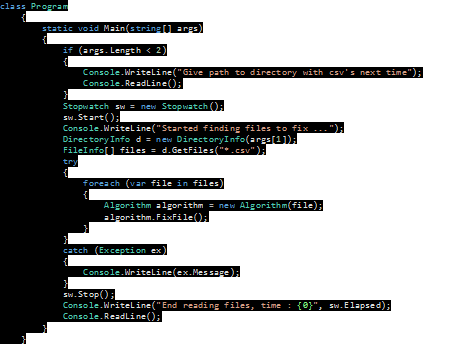 class Program
    {
        static void Main(string[] args)
        {
            if (args.Length < 2)
            {
                Console.WriteLine("Give path to directory with csv's next time");
                Console.ReadLine();
            }
            Stopwatch sw = new Stopwatch();
            sw.Start();
            Console.WriteLine("Started finding files to fix ...");
            DirectoryInfo d = new DirectoryInfo(args[1]);
            FileInfo[] files = d.GetFiles("*.csv");
            try
            {
                foreach (var file in files)
                {
                    Algorithm algorithm = new Algorithm(file);
                    algorithm.FixFile();
                }
            }
            catch (Exception ex)
            {
                Console.WriteLine(ex.Message);
            }
            sw.Stop();
            Console.WriteLine("End reading files, time : {0}", sw.Elapsed);
            Console.ReadLine();
        }
    }